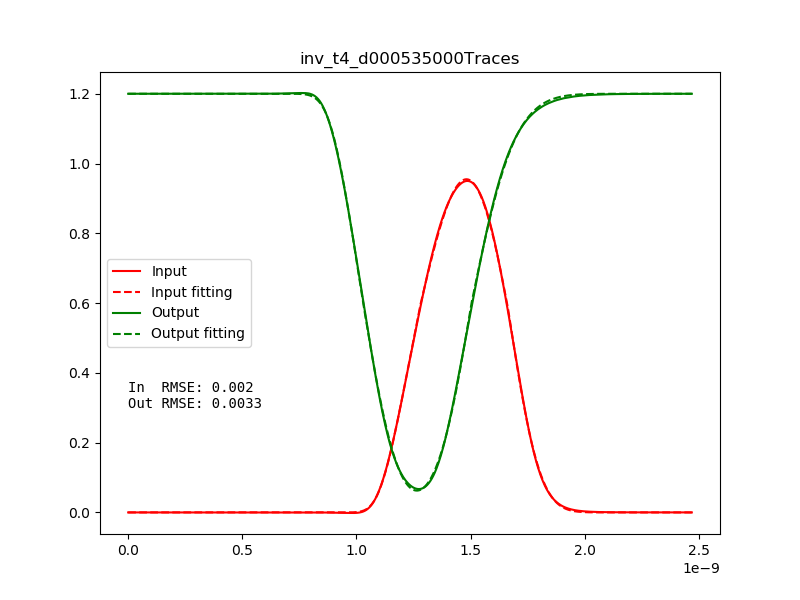 inv_t4_d000535000Traces
1.2
1.0
0.8
0.6
0.4
0.2
0.0
Input
Input fitting
Output
Output fitting
In  RMSE: 0.002
Out RMSE: 0.0033
0.0 0.5 1.0 1.5 2.0 2.5
1e−9